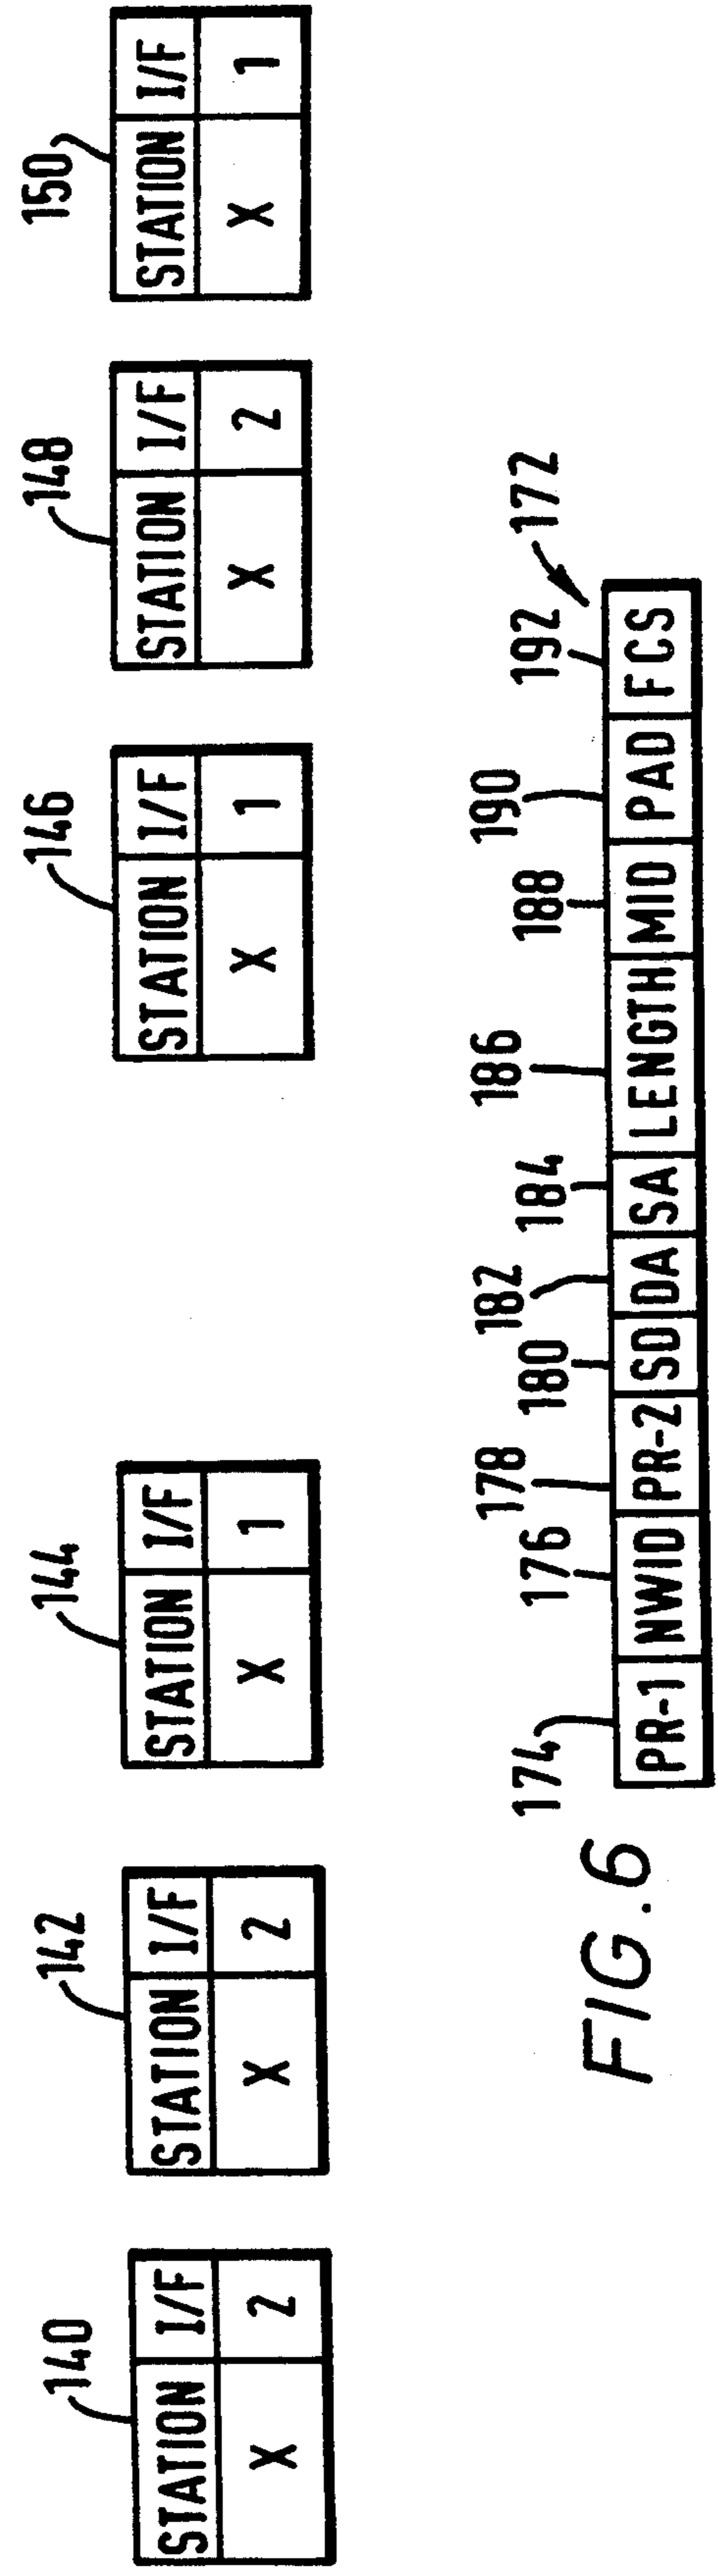 140 142 144 146 148 150
STATION I/F STATION I/F STATION I/F STATION I/F STATION I/F STATION I/F
X 2 X 2 X 1 X 1 X 2 X 1
174 176 178 180 182 184 186 188 190 192 172
PR-1 NWID PR-2 SD DA SA LENGTH MID PAD FCS
FIG. 6